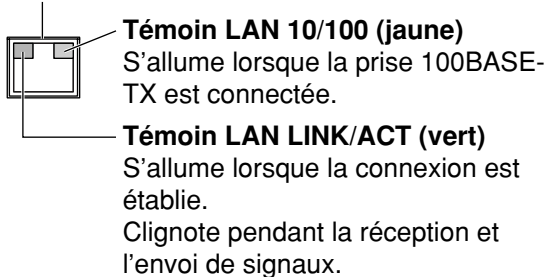 Témoin LAN 10/100 (jaune)
S’allume lorsque la prise 100BASE-
TX est connectée.
Témoin LAN LINK/ACT (vert)
S’allume lorsque la connexion est
établie.
Clignote pendant la réception et
l’envoi de signaux.